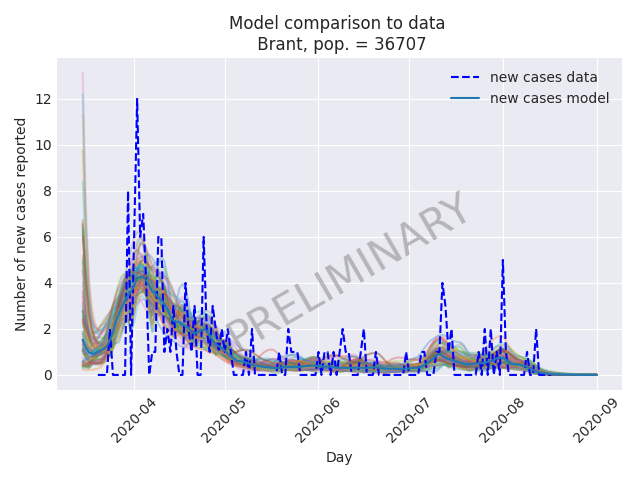 Model comparison to data
Brant, pop. = 36707
new cases data
new cases model
PRELIMINARY
Number of new cases reported
12
10
8
6
4
2
0
2020-04
2020-05
2020-06
2020-07
2020-08
2020-09
Day